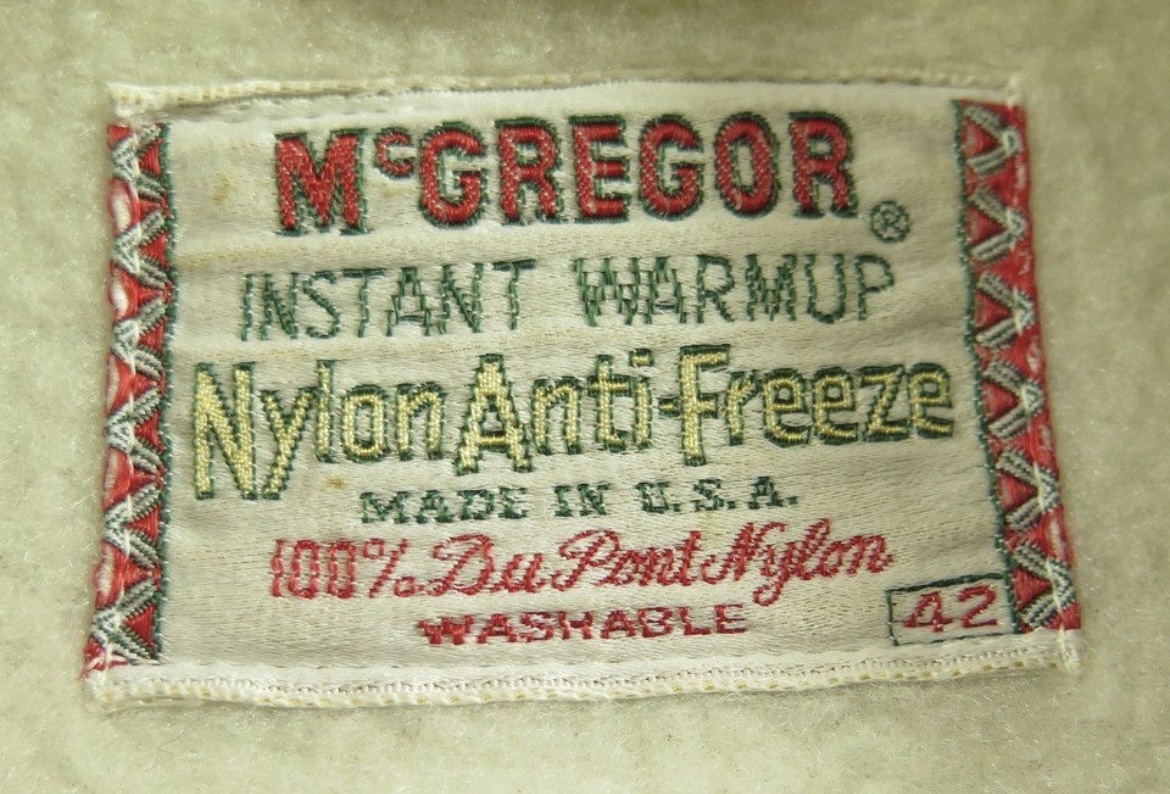 McGREGOR ®
INSTANT WARMUP
Nylon Anti-Freeze
MADE IN U.S.A.
100% Du Pont Nylon
WASHABLE
42